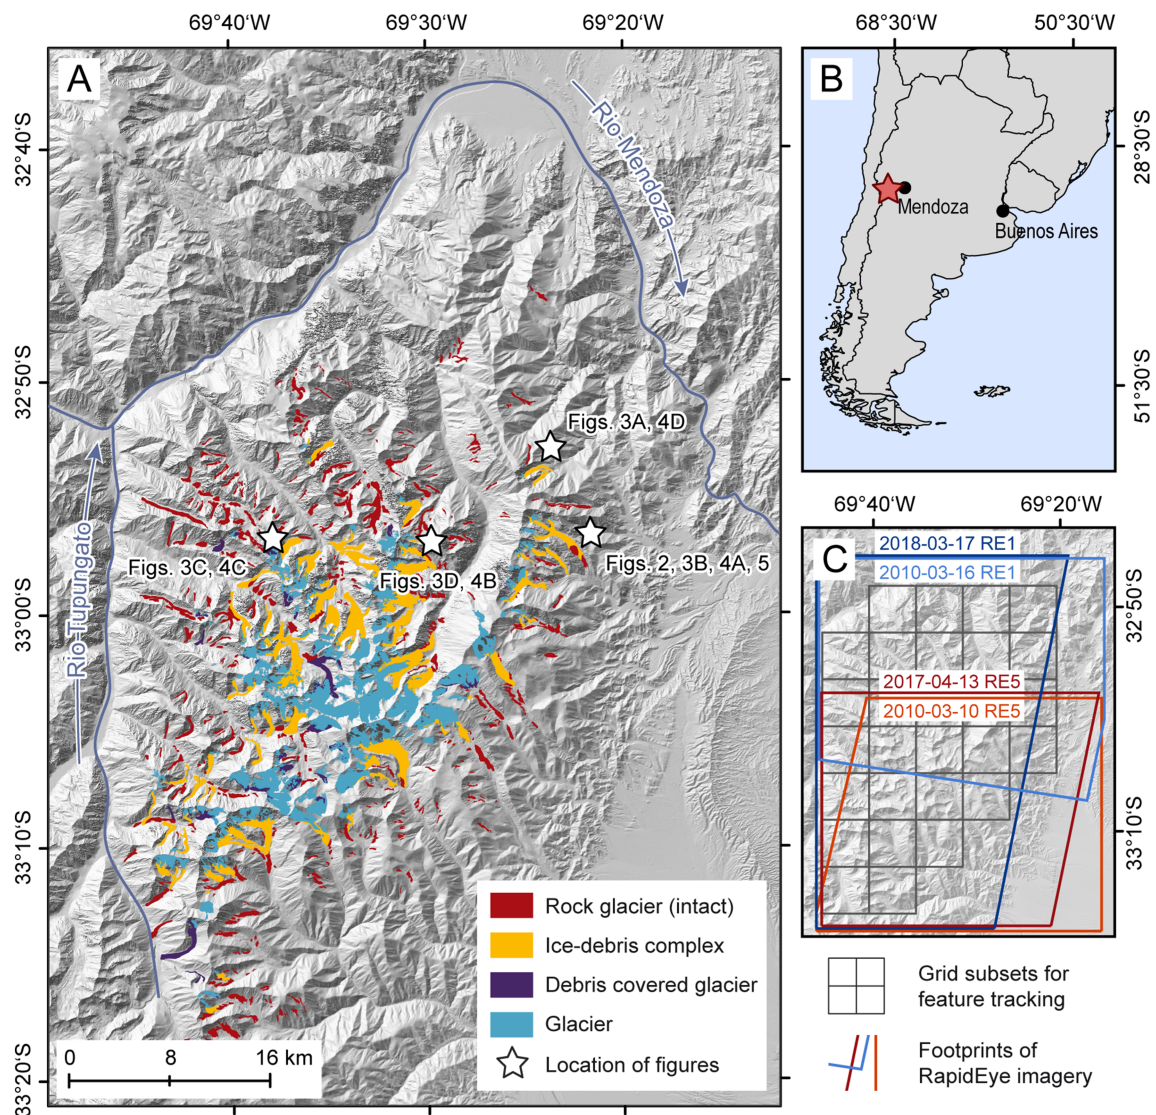 69°40'W 69°30'W 69°20'W
68°30'W 50°30'W
A
B
32°40'S
32°50'S
33°00'S
33°10'S
33°20'S
Rio-Mendoza
Rio-Tupungato
Figs. 3A, 4D
Figs. 3C, 4C
Figs. 3D, 4B
Figs. 2, 3B, 4A, 5
Rock glacier (intact)
Ice-debris complex
Debris covered glacier
Glacier
Location of figures
0 8 16 km
Mendoza
Buenos Aires
28°30'S
51°30'S
69°40'W 69°20'W
C
2018-03-17 RE1
2010-03-16 RE1
2017-04-13 RE5
2010-03-10 RE5
32°50'S
33°10'S
Grid subsets for
feature tracking
Footprints of
RapidEye imagery